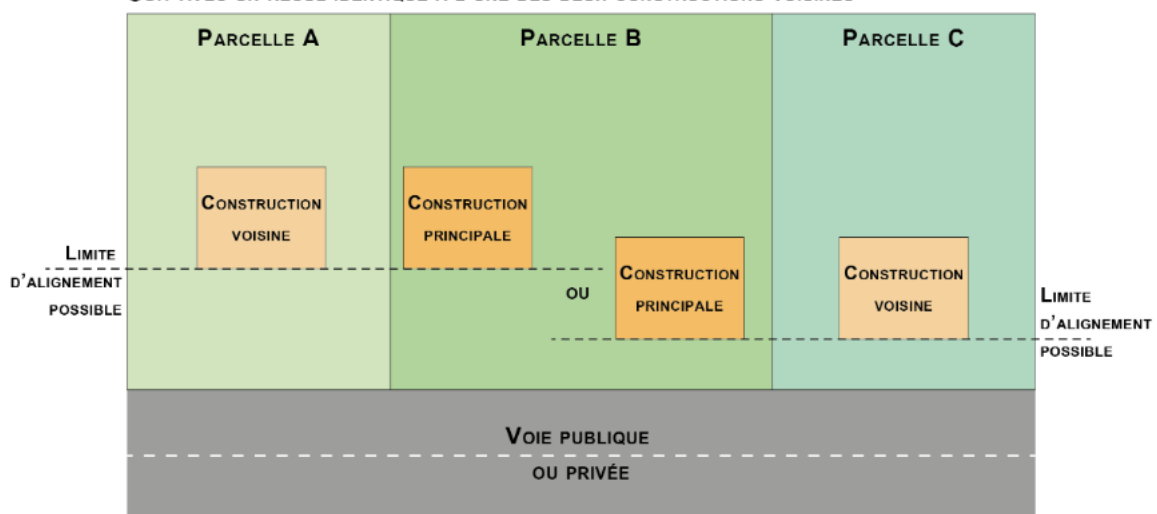 Parcelle A
Parcelle B
Parcelle C
Construction
voisine
Construction
principale
Limite
d'alignement
possible
ou
Construction
principale
Construction
voisine
Limite
d'alignement
possible
Voie publique
ou privée